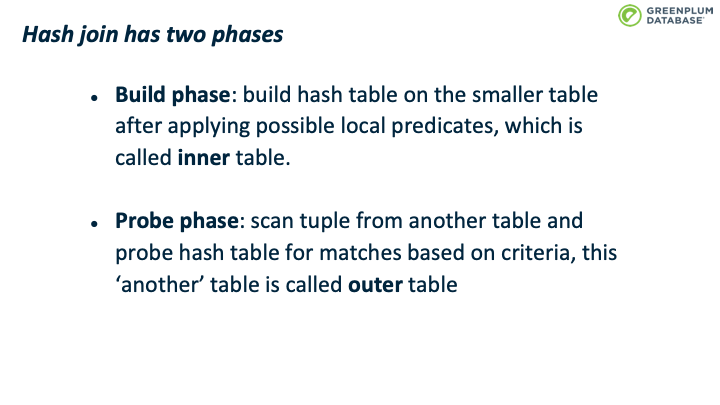 GREENPLUM
DATABASE
Hash join has two phases
● Build phase: build hash table on the smaller table
after applying possible local predicates, which is
called inner table.
● Probe phase: scan tuple from another table and
probe hash table for matches based on criteria, this
‘another’ table is called outer table